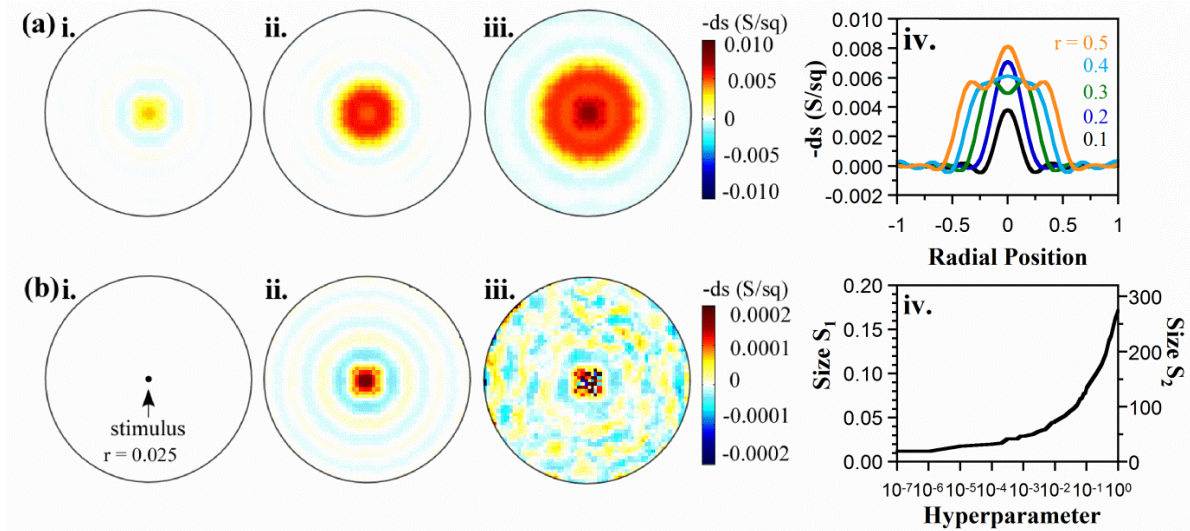 (a) i. ii. iii. -ds (S/sq) iv.
0.010
0.005
0
-0.005
-0.010
-ds (S/sq)
0.010
0.008
0.006
0.004
0.002
0.000
-0.002
r = 0.5
0.4
0.3
0.2
0.1
-1 -0.5 0 0.5 1
Radial Position
(b) i. ii. iii. -ds (S/sq) iv.
stimulus
r = 0.025
0.0002
0.0001
0
-0.0001
-0.0002
Size S₁
0.20
0.15
0.10
0.05
0.00
300
200
100
0
Size S₂
10⁻⁷ 10⁻⁶ 10⁻⁵ 10⁻⁴ 10⁻³ 10⁻² 10⁻¹ 10⁰
Hyperparameter